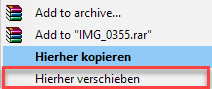 Add to archive...
Add to "IMG_0355.rar"
Hierher kopieren
Hierher verschieben